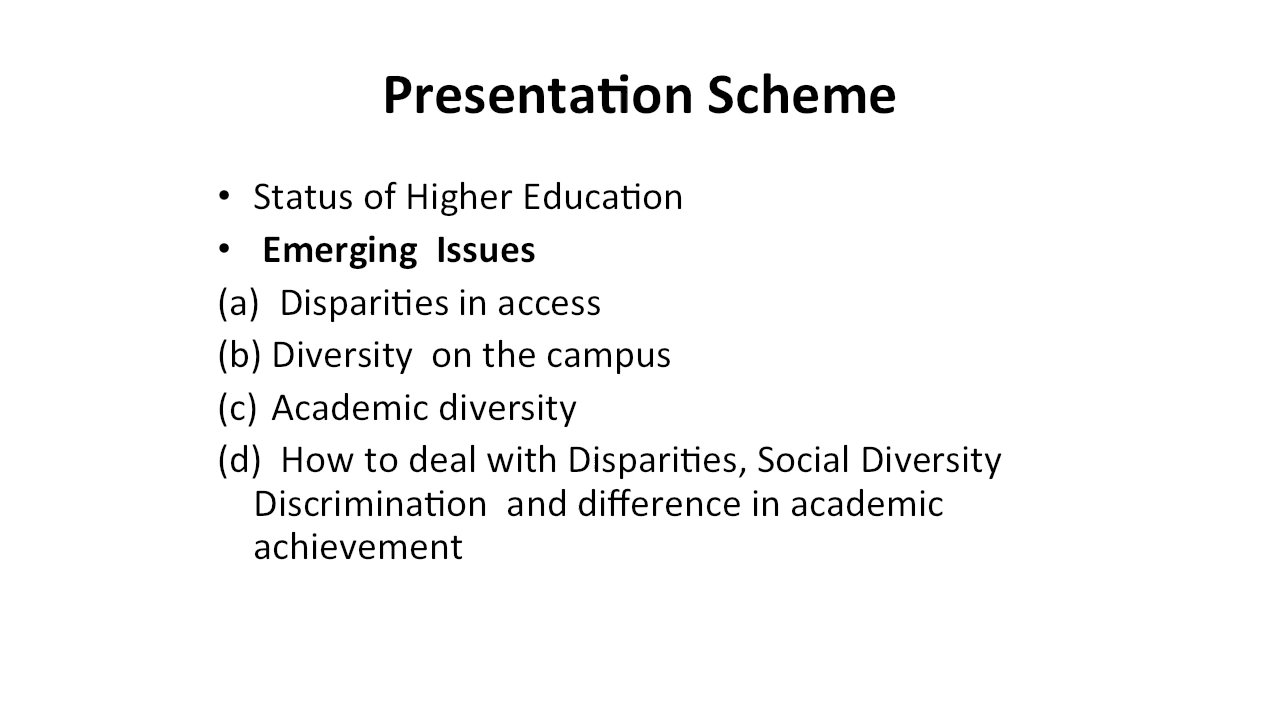 Presentation Scheme
• Status of Higher Education
• Emerging Issues
(a) Disparities in access
(b) Diversity on the campus
(c) Academic diversity
(d) How to deal with Disparities, Social Diversity
Discrimination and difference in academic
achievement